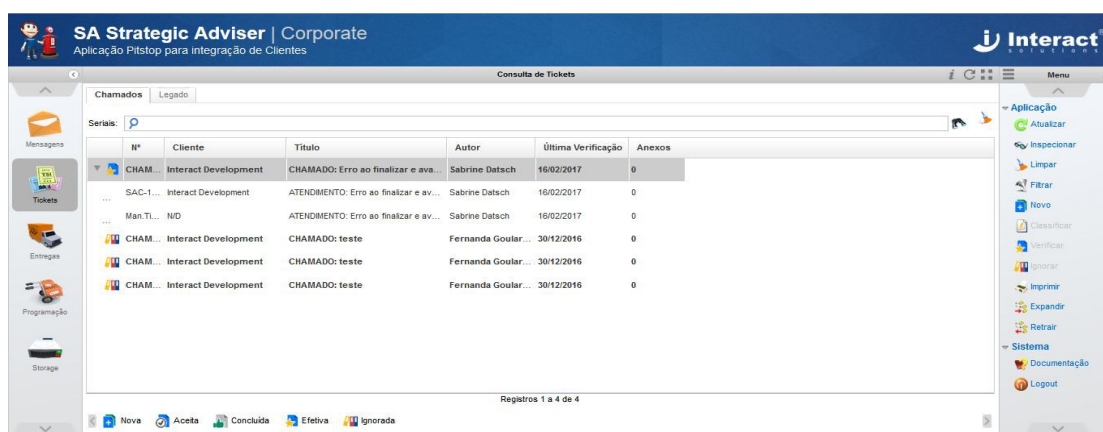 SA Strategic Adviser | Corporate
Aplicação Pitstop para integração de Clientes
Interact
solutions
Consulta de Tickets
Menu
Chamados Legado
Seriais:
Nº Cliente Título Autor Última Verificação Anexos
CHAM... Interact Development CHAMADO: Erro ao finalizar e ava... Sabrine Datsch 16/02/2017 0
SAC-1... Interact Development ATENDIMENTO: Erro ao finalizar e av... Sabrine Datsch 16/02/2017 0
Man.Ti... N/D ATENDIMENTO: Erro ao finalizar e av... Sabrine Datsch 16/02/2017 0
CHAM... Interact Development CHAMADO: teste Fernanda Goular... 30/12/2016 0
CHAM... Interact Development CHAMADO: teste Fernanda Goular... 30/12/2016 0
CHAM... Interact Development CHAMADO: teste Fernanda Goular... 30/12/2016 0
Registros 1 a 4 de 4
Nova Aceita Concluída Efetiva Ignorada
Mensagens
Tickets
Entregas
Programação
Storage
Aplicação
Atualizar
Inspecionar
Limpar
Filtrar
Novo
Classificar
Verificar
Ignorar
Imprimir
Expandir
Retrair
Sistema
Documentação
Logout